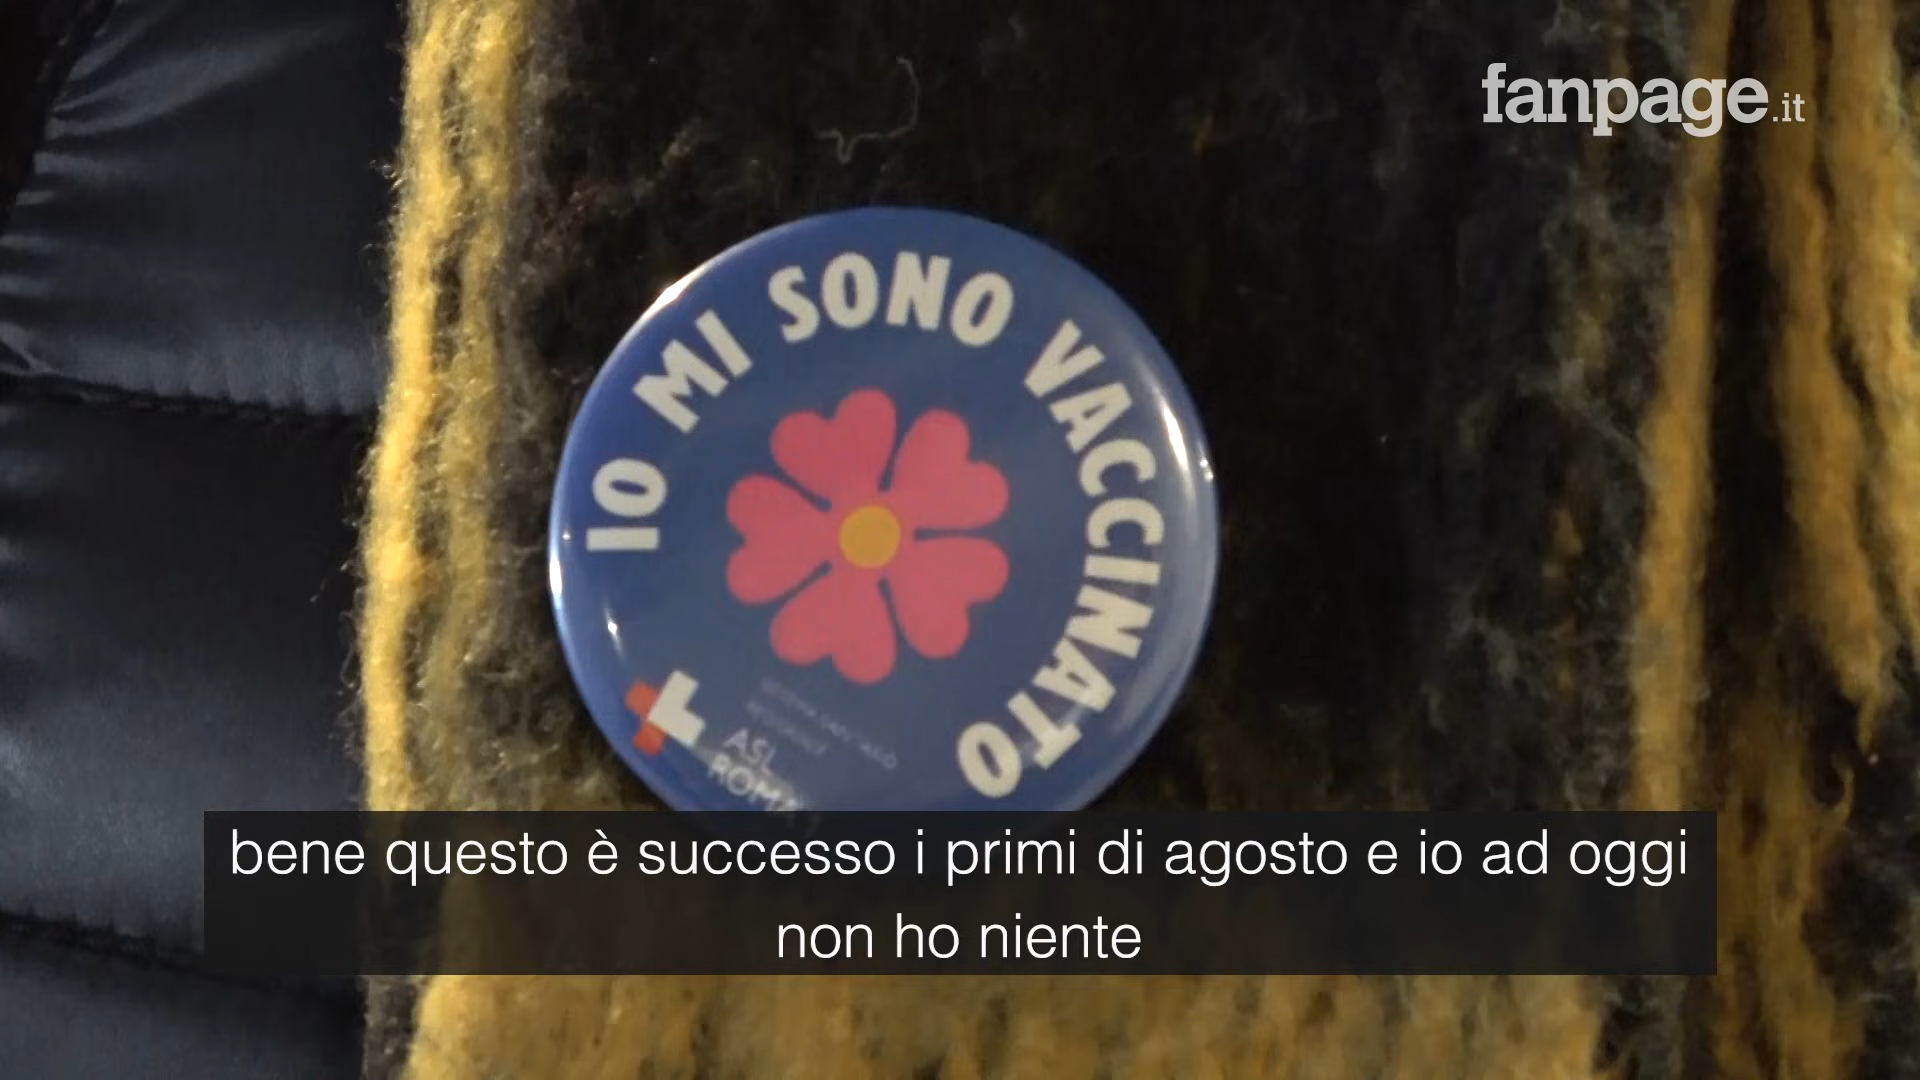 fanpage.it
IO MI SONO VACCINATO
ASL
ROMA
bene questo è successo i primi di agosto e io ad oggi
non ho niente